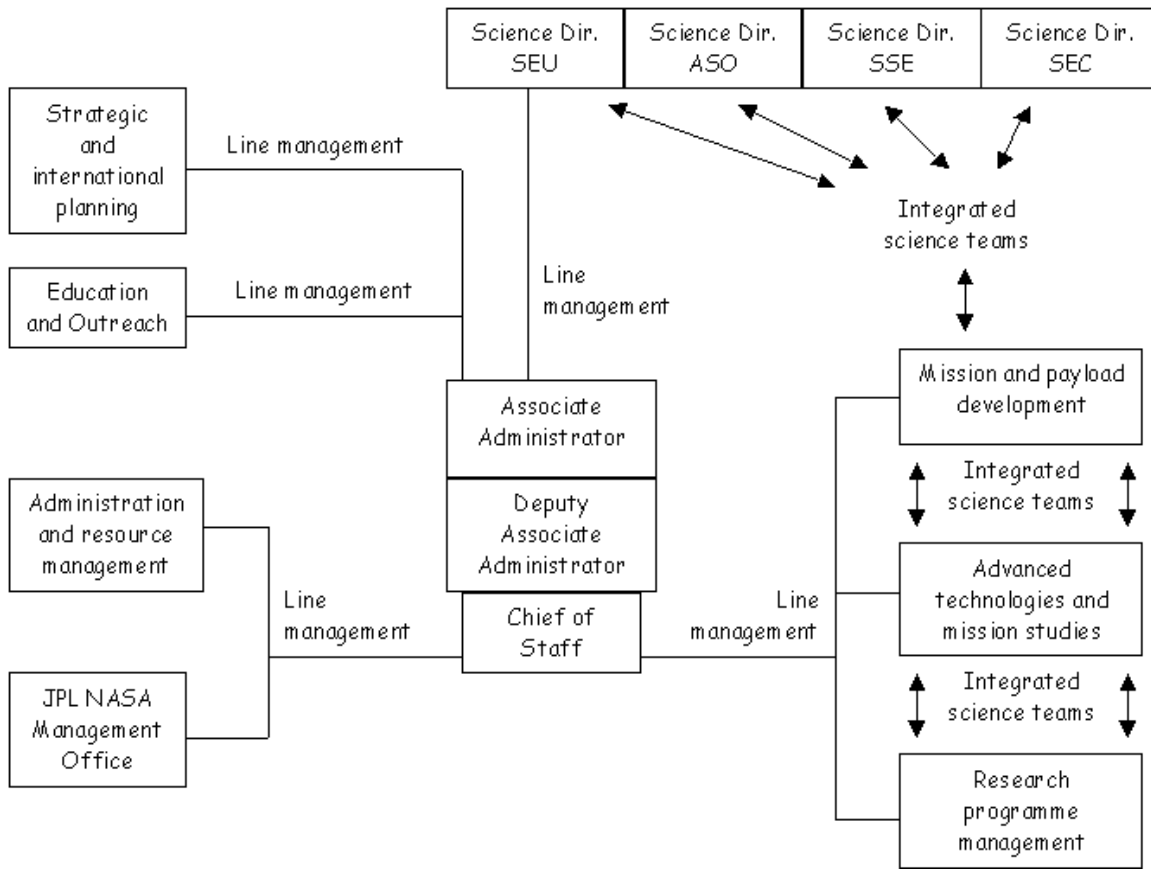 Science Dir.
SEU
Science Dir.
ASO
Science Dir.
SSE
Science Dir.
SEC
Strategic
and
international
planning
Line management
Integrated
science teams
Education
and Outreach
Line management
Line
management
Mission and payload
development
Associate
Administrator
Integrated
science teams
Administration
and resource
management
Deputy
Associate
Administrator
Advanced
technologies and
mission studies
Line
management
Chief of
Staff
Line
management
JPL NASA
Management
Office
Integrated
science teams
Research
programme
management